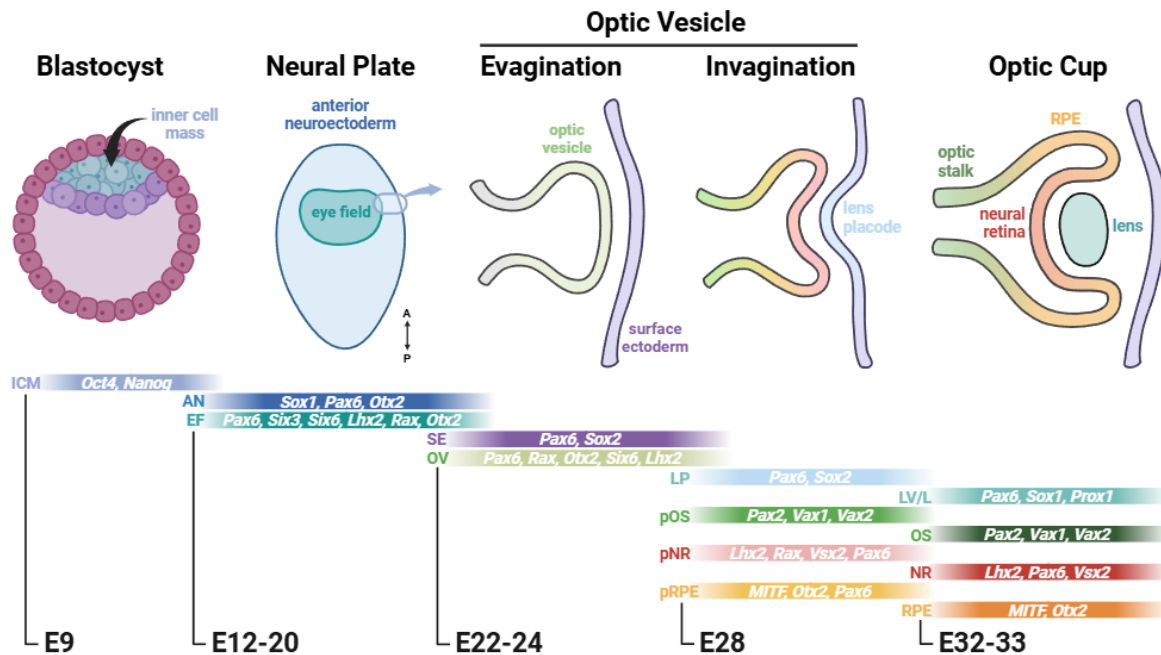 Optic Vesicle
Blastocyst
Neural Plate
Evagination
Invagination
Optic Cup
inner cell
mass
anterior
neuroectoderm
eye field
A
P
optic
vesicle
surface
ectoderm
lens
placode
RPE
optic
stalk
neural
retina
lens
ICM Oct4, Nanog
AN Sox1, Pax6, Otx2
EF Pax6, Six3, Six6, Lhx2, Rax, Otx2
SE Pax6, Sox2
OV Pax6, Rax, Otx2, Six6, Lhx2
LP Pax6, Sox2
LV/L Pax6, Sox1, Prox1
pOS Pax2, Vax1, Vax2
OS Pax2, Vax1, Vax2
pNR Lhx2, Rax, Vsx2, Pax6
NR Lhx2, Pax6, Vsx2
pRPE MITF, Otx2, Pax6
RPE MITF, Otx2
E9
E12-20
E22-24
E28
E32-33